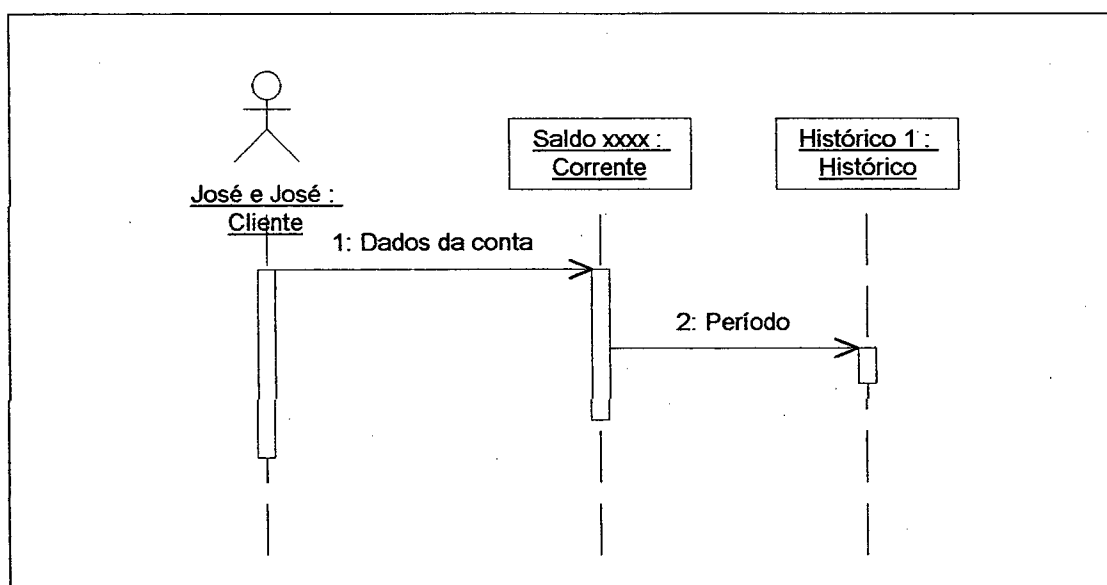 José e José :
Cliente
Saldo xxxx :
Corrente
Histórico 1 :
Histórico
1: Dados da conta
2: Período